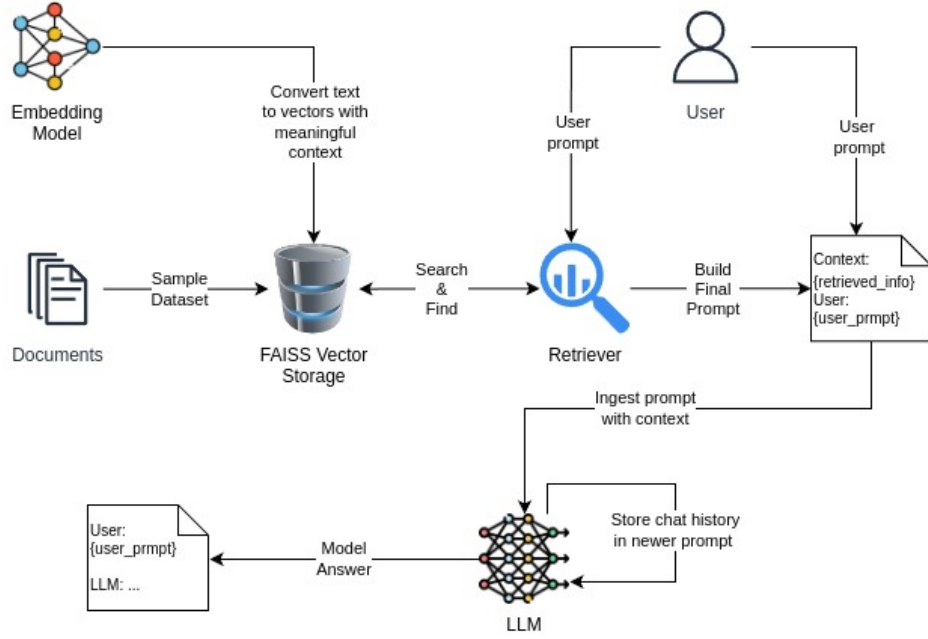 Embedding
Model
Convert text
to vectors with
meaningful
context
User
User
prompt
User
prompt
Documents
Sample
Dataset
FAISS Vector
Storage
Search
&
Find
Retriever
Build
Final
Prompt
Context:
{retrieved_info}
User:
{user_prmpt}
Ingest prompt
with context
Store chat history
in newer prompt
LLM
Model
Answer
User:
{user_prmpt}
LLM: ...